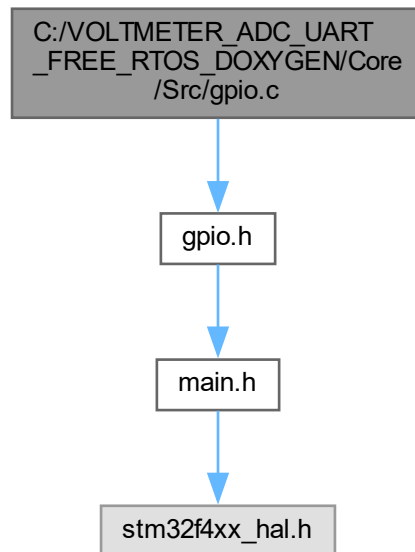 C:/VOLTMETER_ADC_UART
_FREE_RTOS_DOXYGEN/Core
/Src/gpio.c
gpio.h
main.h
stm32f4xx_hal.h